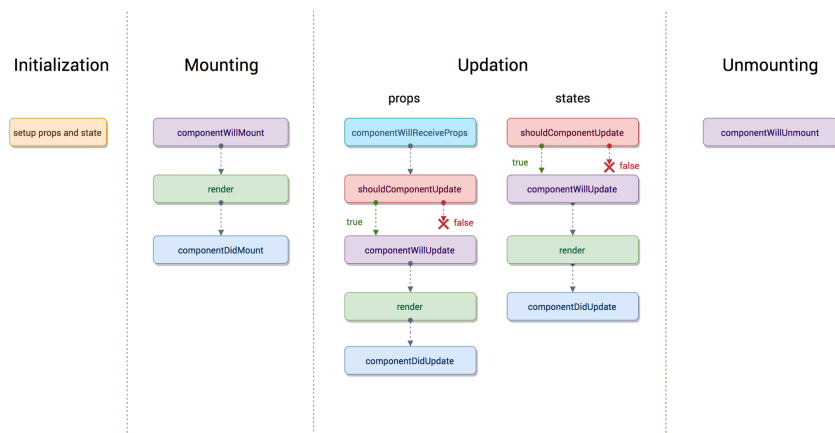 Initialization
setup props and state
Mounting
componentWillMount
render
componentDidMount
Updation
props
componentWillReceiveProps
shouldComponentUpdate
true
false
componentWillUpdate
render
componentDidUpdate
states
shouldComponentUpdate
true
false
componentWillUpdate
render
componentDidUpdate
Unmounting
componentWillUnmount